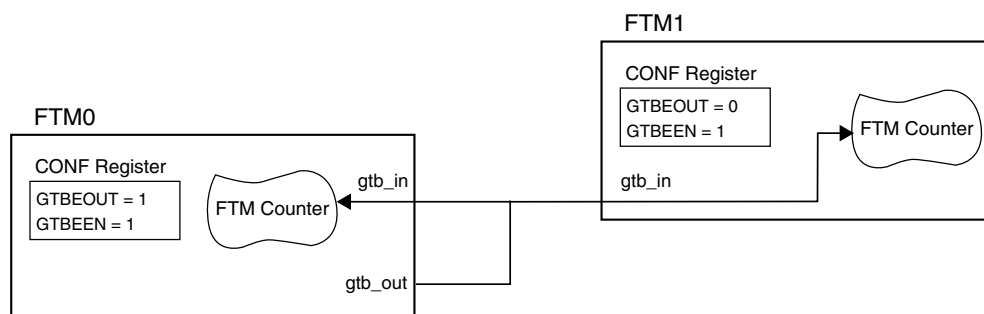 FTM1
CONF Register
GTBEOUT = 0
GTBEEN = 1
FTM Counter
gtb_in
FTM0
CONF Register
GTBEOUT = 1
GTBEEN = 1
FTM Counter
gtb_in
gtb_out